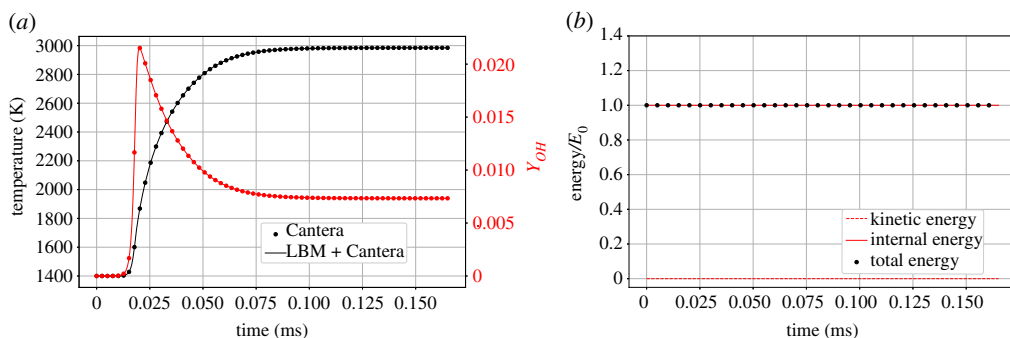 (a)
3000
2800
2600
2400
2200
2000
1800
1600
1400
temperature (K)
0.020
0.015
0.010
0.005
0
Y_OH
Cantera
LBM + Cantera
0 0.025 0.050 0.075 0.100 0.125 0.150
time (ms)
(b)
1.4
1.2
1.0
0.8
0.6
0.4
0.2
0
energy/E_0
kinetic energy
internal energy
total energy
0 0.025 0.050 0.075 0.100 0.125 0.150
time (ms)